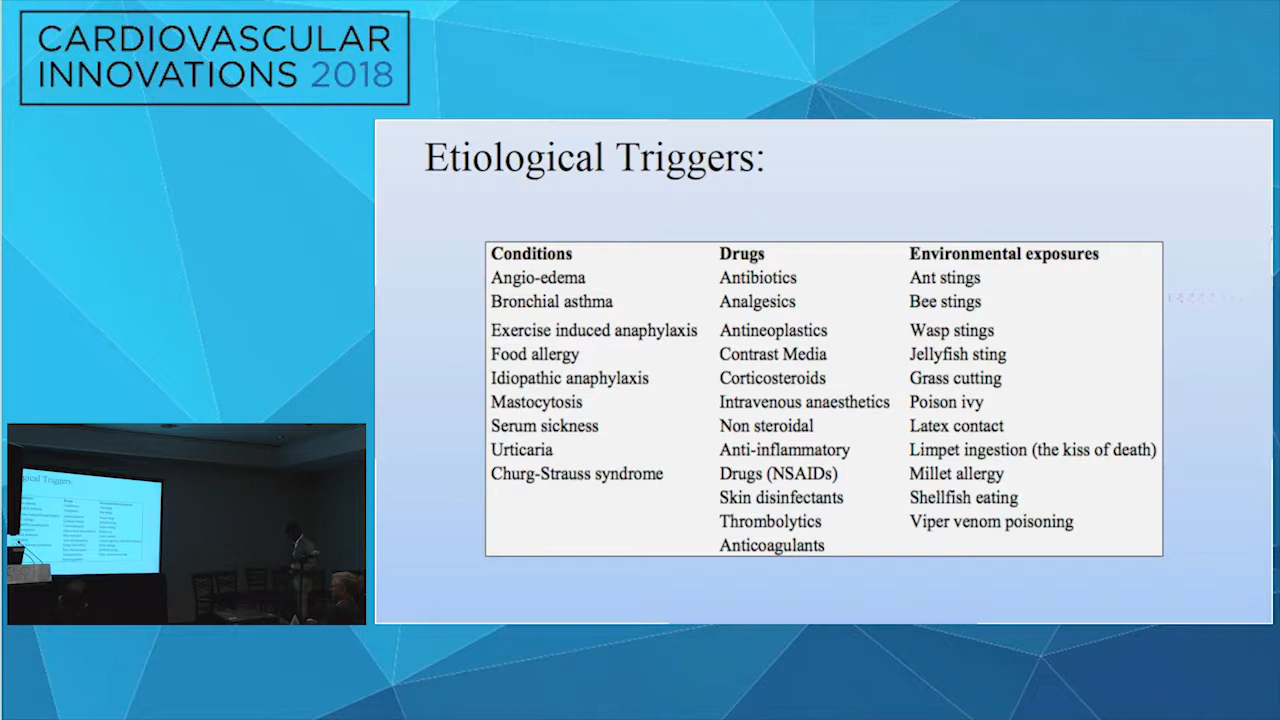 CARDIOVASCULAR
INNOVATIONS 2018
Etiological Triggers:
Conditions Drugs Environmental exposures
Angio-edema Antibiotics Ant stings
Bronchial asthma Analgesics Bee stings
Exercise induced anaphylaxis Antineoplastics Wasp stings
Food allergy Contrast Media Jellyfish sting
Idiopathic anaphylaxis Corticosteroids Grass cutting
Mastocytosis Intravenous anaesthetics Poison ivy
Serum sickness Non steroidal Latex contact
Urticaria Anti-inflammatory Limpet ingestion (the kiss of death)
Churg-Strauss syndrome Drugs (NSAIDs) Millet allergy
Skin disinfectants Shellfish eating
Thrombolytics Viper venom poisoning
Anticoagulants
Triggers: